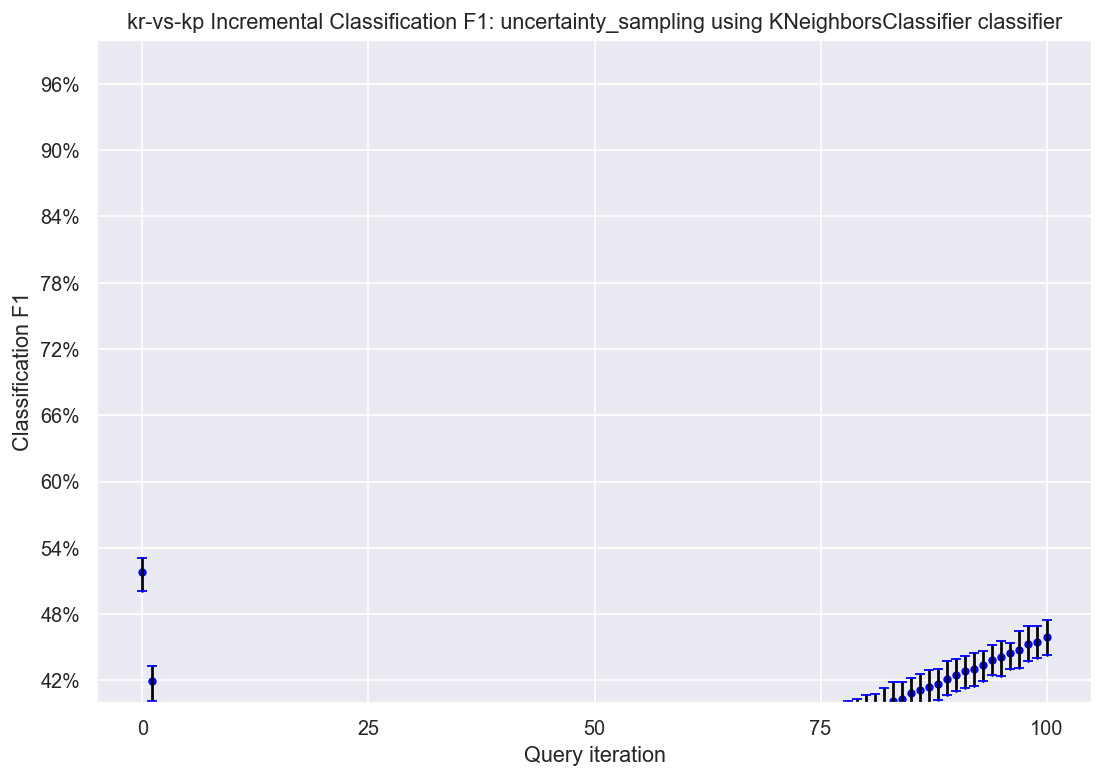 kr-vs-kp Incremental Classification F1: uncertainty_sampling using KNeighborsClassifier classifier
Classification F1
96%
90%
84%
78%
72%
66%
60%
54%
48%
42%
0 25 50 75 100
Query iteration